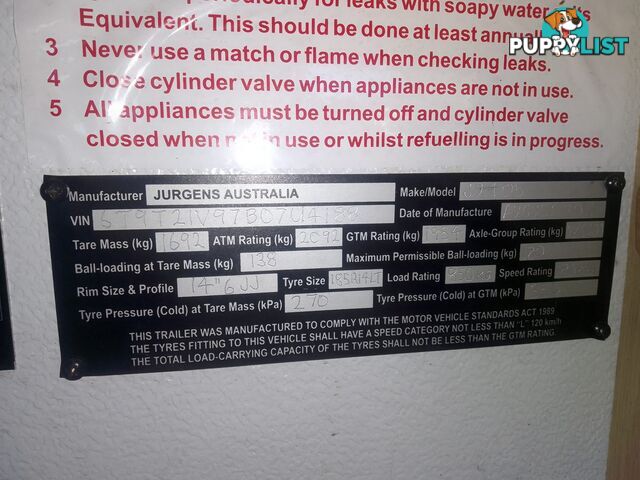 periodically for leaks with soapy water
Equivalent. This should be done at least annually
3 Never use a match or flame when checking leaks.
4 Close cylinder valve when appliances are not in use.
5 All appliances must be turned off and cylinder valve
closed when not in use or whilst refuelling is in progress.
PUPPYLIST
Manufacturer JURGENS AUSTRALIA Make/Model
VIN Date of Manufacture
Tare Mass (kg) 1692 ATM Rating (kg) 2092 GTM Rating (kg) Axle-Group Rating (kg)
Ball-loading at Tare Mass (kg) 138 Maximum Permissible Ball-loading (kg)
Rim Size & Profile 14"6JJ Tyre Size 185R14LT Load Rating Speed Rating
Tyre Pressure (Cold) at Tare Mass (kPa) 270 Tyre Pressure (Cold) at GTM (kPa)
THIS TRAILER WAS MANUFACTURED TO COMPLY WITH THE MOTOR VEHICLE STANDARDS ACT 1989
THE TYRES FITTING TO THIS VEHICLE SHALL HAVE A SPEED CATEGORY NOT LESS THAN "L" 120 km/h
THE TOTAL LOAD-CARRYING CAPACITY OF THE TYRES SHALL NOT BE LESS THAN THE GTM RATING.